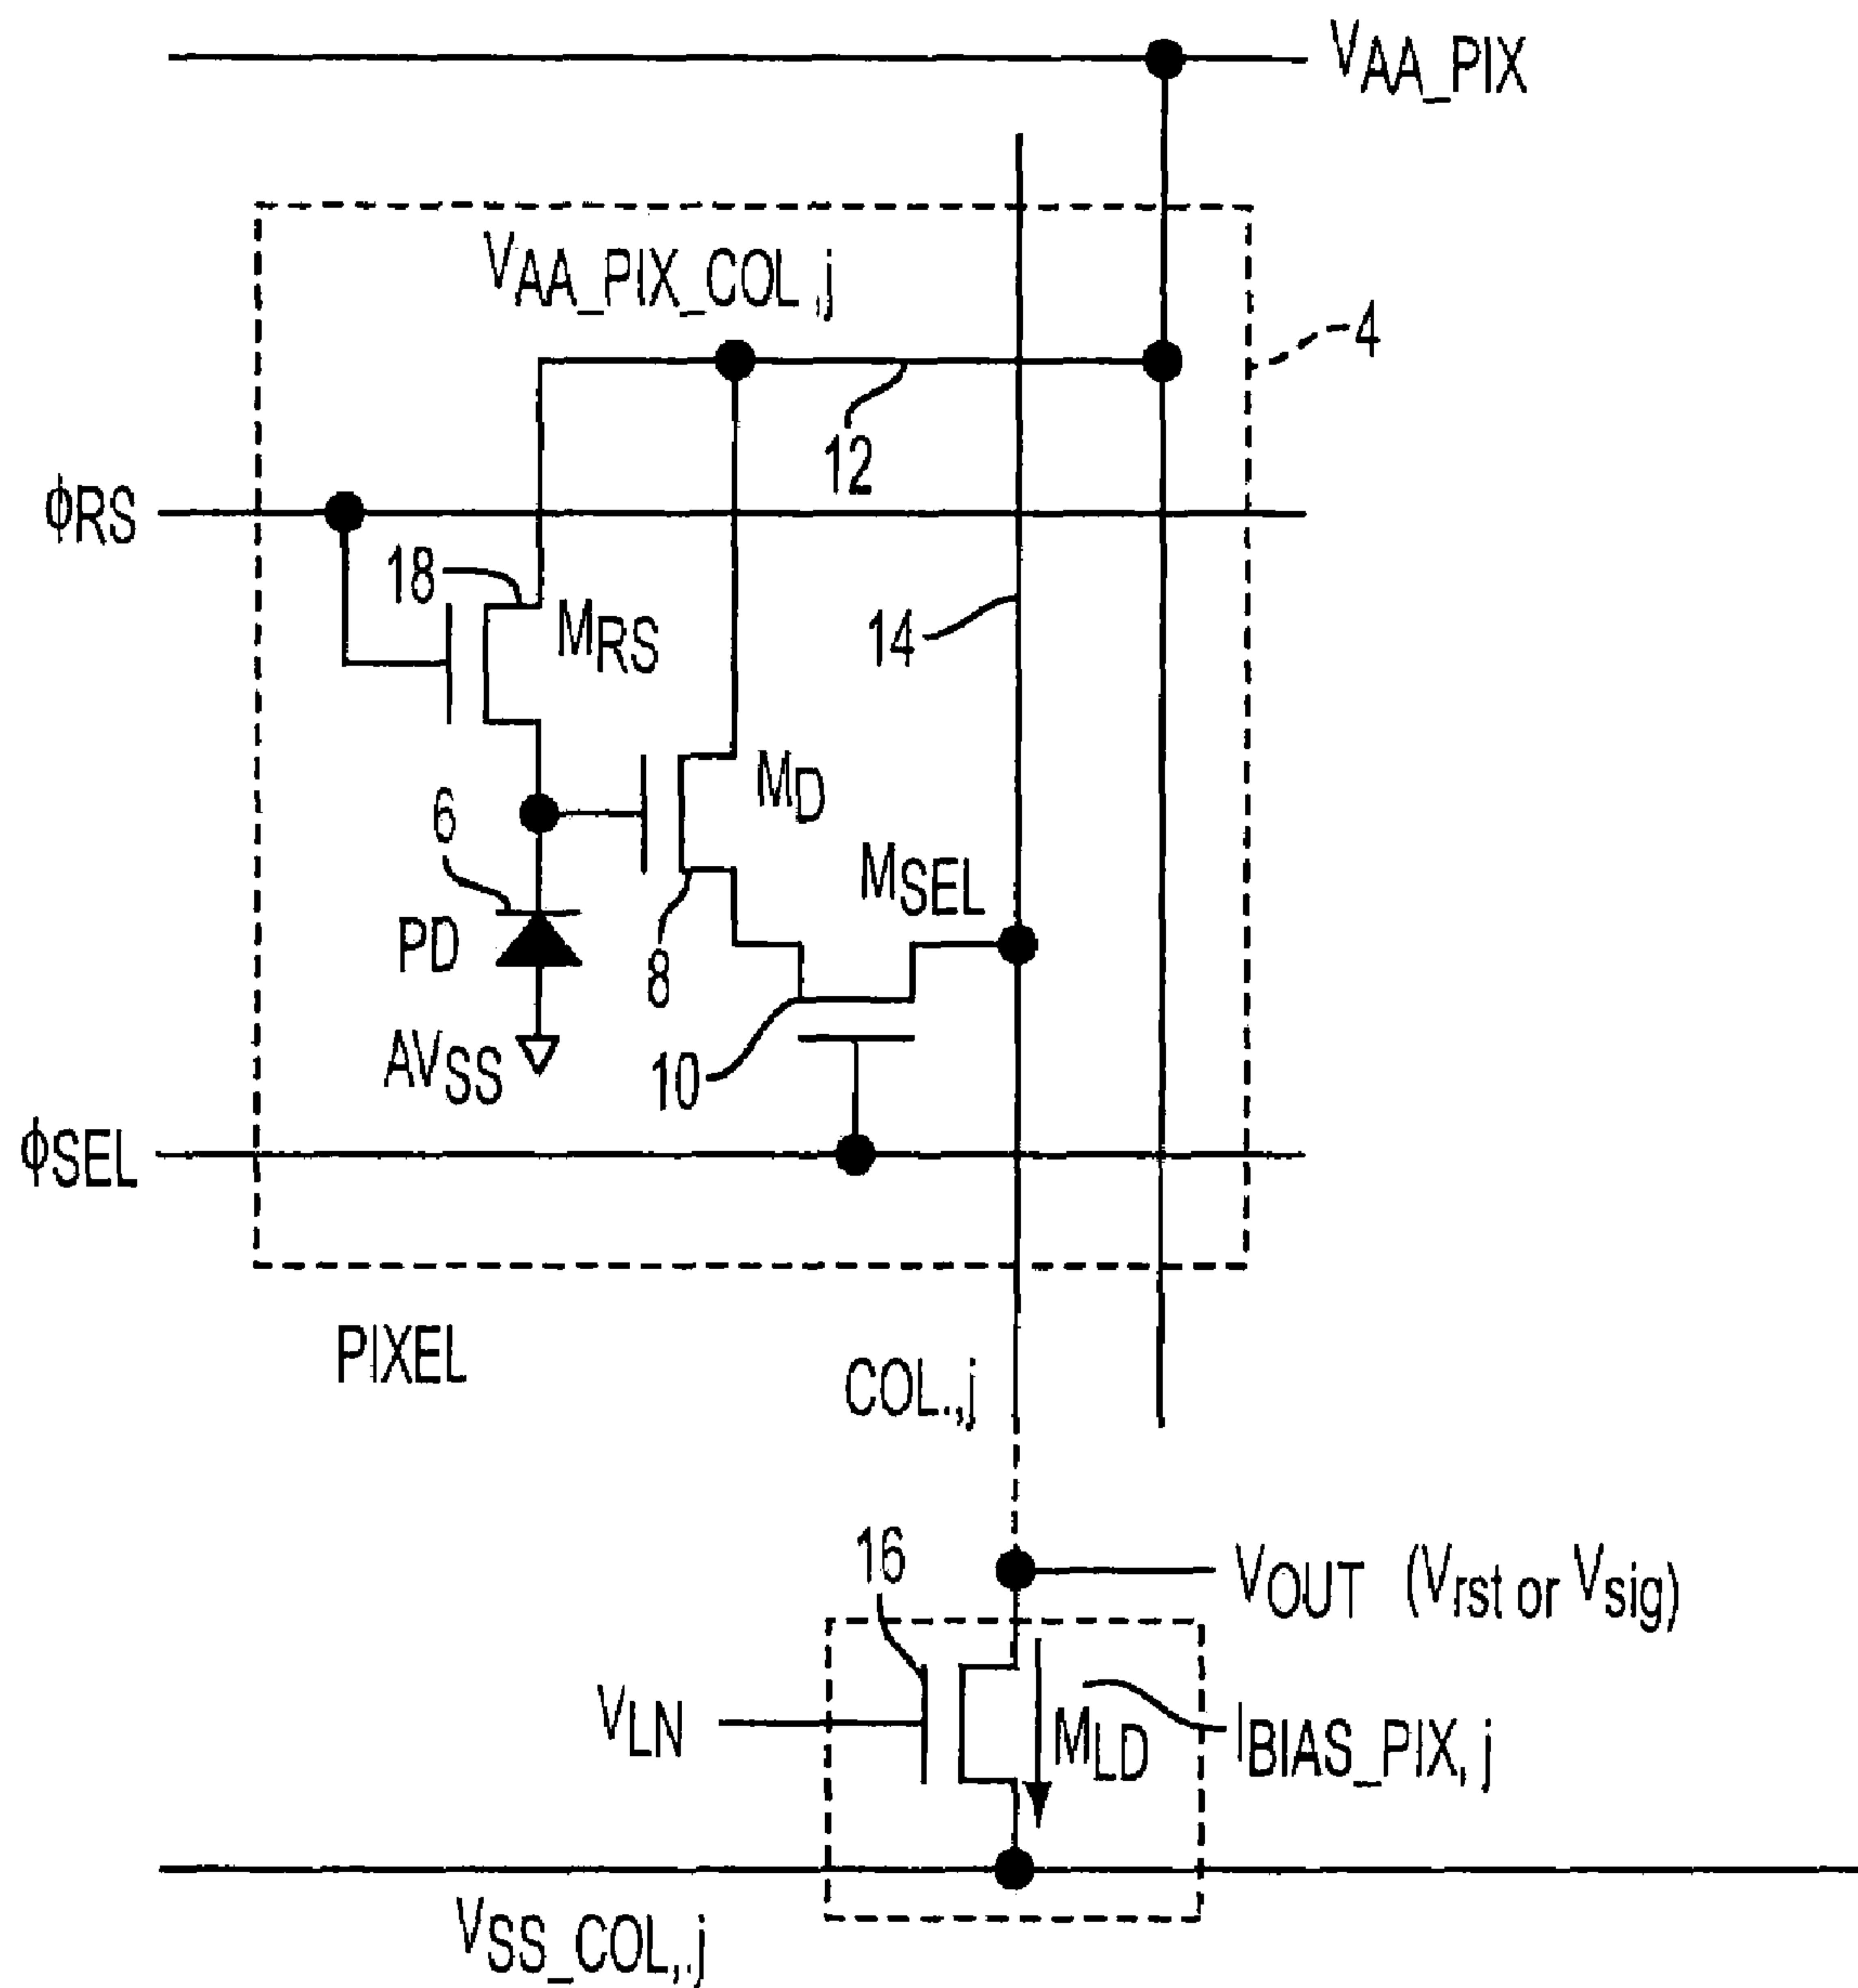 VAA_PIX
VAA_PIX_COL ,j
4
12
ϕRS
18
MRS
14
6
MD
MSEL
PD
8
AVSS
10
ϕSEL
PIXEL
COL.,j
16
VOUT (Vrst or Vsig)
VLN
MLD
IBIAS_PIX, j
VSS_COL,.j